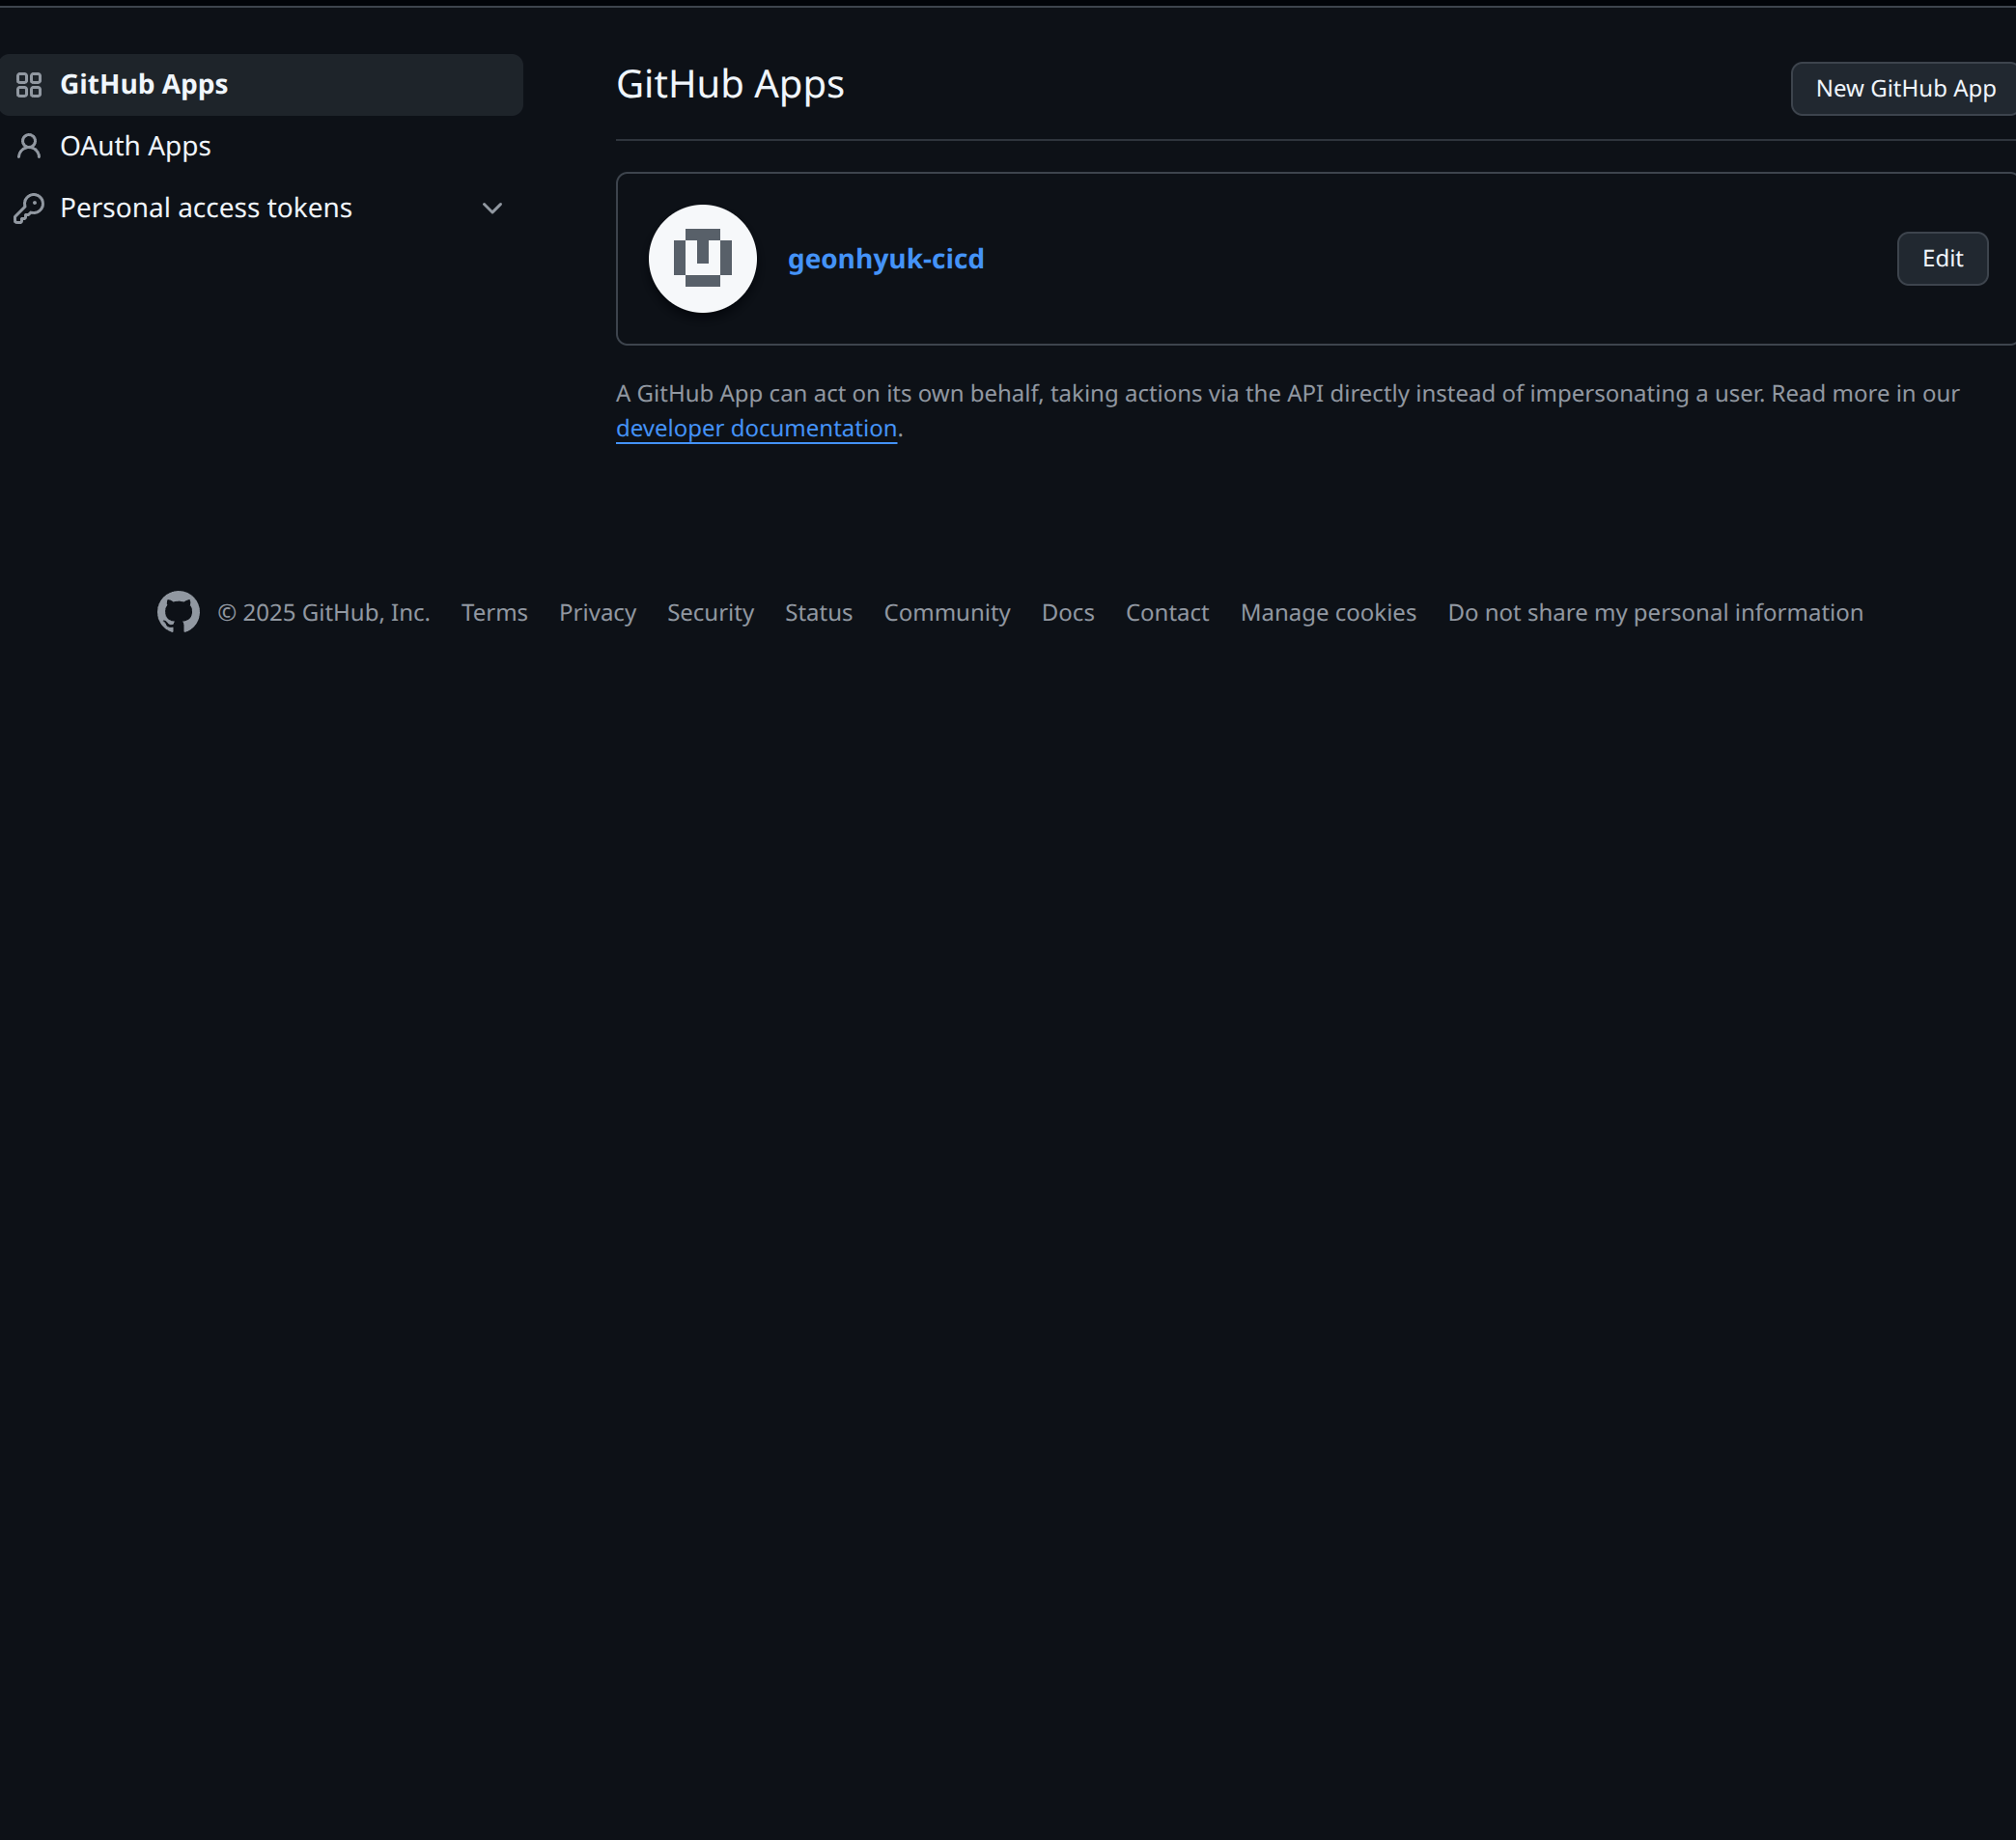 GitHub Apps
OAuth Apps
Personal access tokens
GitHub Apps
New GitHub App
geonhyuk-cicd
Edit
A GitHub App can act on its own behalf, taking actions via the API directly instead of impersonating a user. Read more in our
developer documentation.
© 2025 GitHub, Inc. Terms Privacy Security Status Community Docs Contact Manage cookies Do not share my personal information